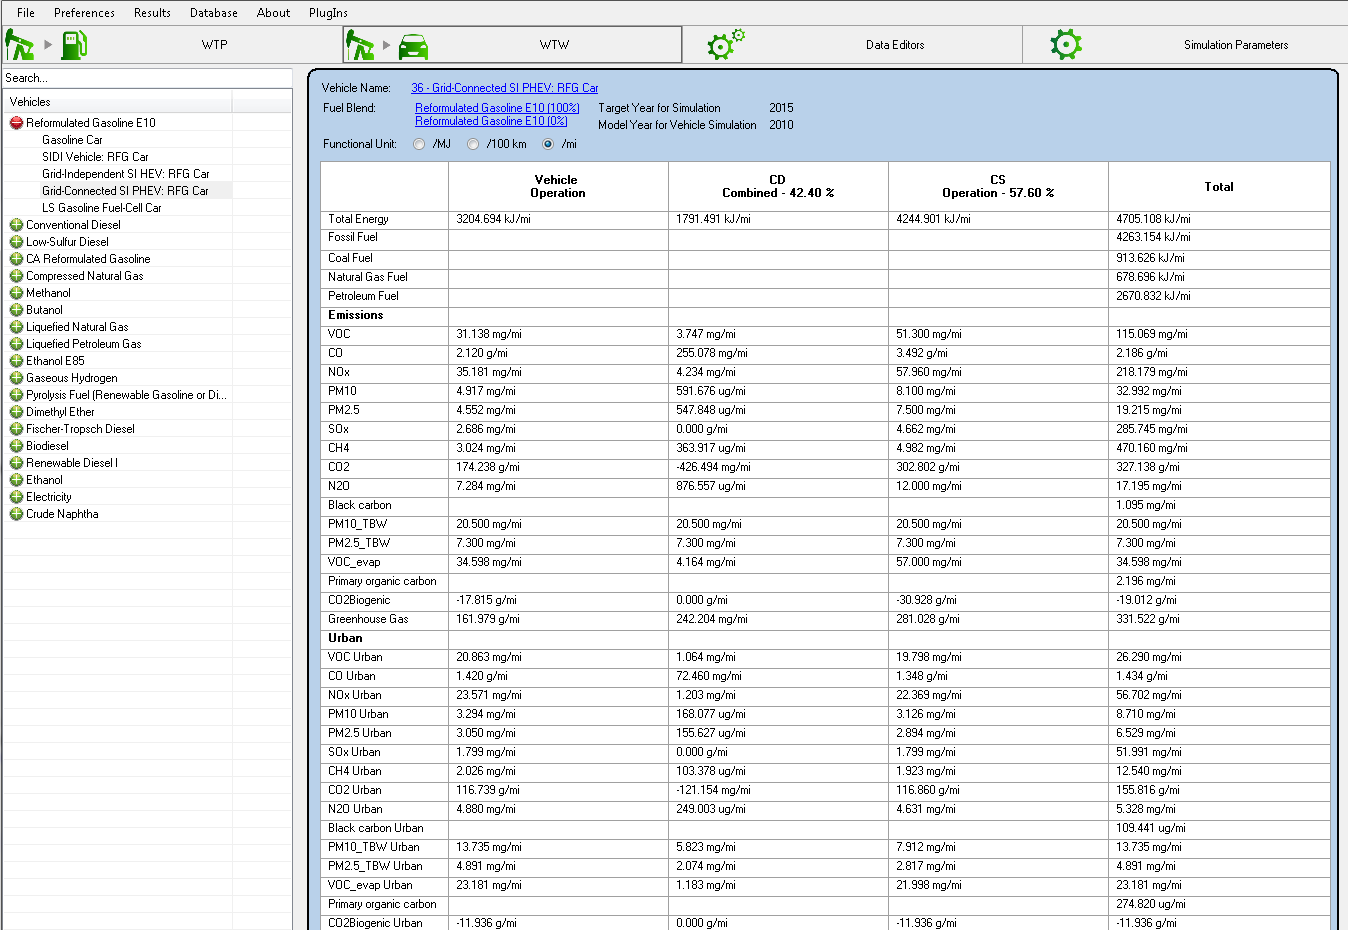 File Preferences Results Database About PlugIns
WTP WTW Data Editors Simulation Parameters
Search...
Vehicles
Reformulated Gasoline E10
Gasoline Car
SIDI Vehicle: RFG Car
Grid-Independent SI HEV: RFG Car
Grid-Connected SI PHEV: RFG Car
LS Gasoline Fuel-Cell Car
Conventional Diesel
Low-Sulfur Diesel
CA Reformulated Gasoline
Compressed Natural Gas
Methanol
Butanol
Liquefied Natural Gas
Liquefied Petroleum Gas
Ethanol E85
Gaseous Hydrogen
Pyrolysis Fuel (Renewable Gasoline or Di...
Dimethyl Ether
Fischer-Tropsch Diesel
Biodiesel
Renewable Diesel I
Ethanol
Electricity
Crude Naphtha
Vehicle Name: 36 - Grid-Connected SI PHEV: RFG Car
Fuel Blend: Reformulated Gasoline E10 (100%) Target Year for Simulation 2015
Reformulated Gasoline E10 (0%) Model Year for Vehicle Simulation 2010
Functional Unit: /MJ /100 km /mi
Vehicle Operation CD Combined - 42.40 % CS Operation - 57.60 % Total
Total Energy 3204.694 kJ/mi 1791.491 kJ/mi 4244.901 kJ/mi 4705.108 kJ/mi
Fossil Fuel 4263.154 kJ/mi
Coal Fuel 913.626 kJ/mi
Natural Gas Fuel 678.696 kJ/mi
Petroleum Fuel 2670.832 kJ/mi
Emissions
VOC 31.138 mg/mi 3.747 mg/mi 51.300 mg/mi 115.069 mg/mi
CO 2.120 g/mi 255.078 mg/mi 3.492 g/mi 2.186 g/mi
NOx 35.181 mg/mi 4.234 mg/mi 57.960 mg/mi 218.179 mg/mi
PM10 4.917 mg/mi 591.676 ug/mi 8.100 mg/mi 32.992 mg/mi
PM2.5 4.552 mg/mi 547.848 ug/mi 7.500 mg/mi 19.215 mg/mi
SOx 2.686 mg/mi 0.000 g/mi 4.662 mg/mi 285.745 mg/mi
CH4 3.024 mg/mi 363.917 ug/mi 4.982 mg/mi 470.160 mg/mi
CO2 174.238 g/mi -426.494 mg/mi 302.802 g/mi 327.138 g/mi
N2O 7.284 mg/mi 876.557 ug/mi 12.000 mg/mi 17.195 mg/mi
Black carbon 1.095 mg/mi
PM10_TBW 20.500 mg/mi 20.500 mg/mi 20.500 mg/mi 20.500 mg/mi
PM2.5_TBW 7.300 mg/mi 7.300 mg/mi 7.300 mg/mi 7.300 mg/mi
VOC_evap 34.598 mg/mi 4.164 mg/mi 57.000 mg/mi 34.598 mg/mi
Primary organic carbon 2.196 mg/mi
CO2Biogenic -17.815 g/mi 0.000 g/mi -30.928 g/mi -19.012 g/mi
Greenhouse Gas 161.979 g/mi 242.204 mg/mi 281.028 g/mi 331.522 g/mi
Urban
VOC Urban 20.863 mg/mi 1.064 mg/mi 19.798 mg/mi 26.290 mg/mi
CO Urban 1.420 g/mi 72.460 mg/mi 1.348 g/mi 1.434 g/mi
NOx Urban 23.571 mg/mi 1.203 mg/mi 22.369 mg/mi 56.702 mg/mi
PM10 Urban 3.294 mg/mi 168.077 ug/mi 3.126 mg/mi 8.710 mg/mi
PM2.5 Urban 3.050 mg/mi 155.627 ug/mi 2.894 mg/mi 6.529 mg/mi
SOx Urban 1.799 mg/mi 0.000 g/mi 1.799 mg/mi 51.991 mg/mi
CH4 Urban 2.026 mg/mi 103.378 ug/mi 1.923 mg/mi 12.540 mg/mi
CO2 Urban 116.739 g/mi -121.154 mg/mi 116.860 g/mi 155.816 g/mi
N2O Urban 4.880 mg/mi 249.003 ug/mi 4.631 mg/mi 5.328 mg/mi
Black carbon Urban 109.441 ug/mi
PM10_TBW Urban 13.735 mg/mi 5.823 mg/mi 7.912 mg/mi 13.735 mg/mi
PM2.5_TBW Urban 4.891 mg/mi 2.074 mg/mi 2.817 mg/mi 4.891 mg/mi
VOC_evap Urban 23.181 mg/mi 1.183 mg/mi 21.998 mg/mi 23.181 mg/mi
Primary organic carbon 274.820 ug/mi
CO2Biogenic Urban -11.936 g/mi 0.000 g/mi -11.936 g/mi -11.936 g/mi